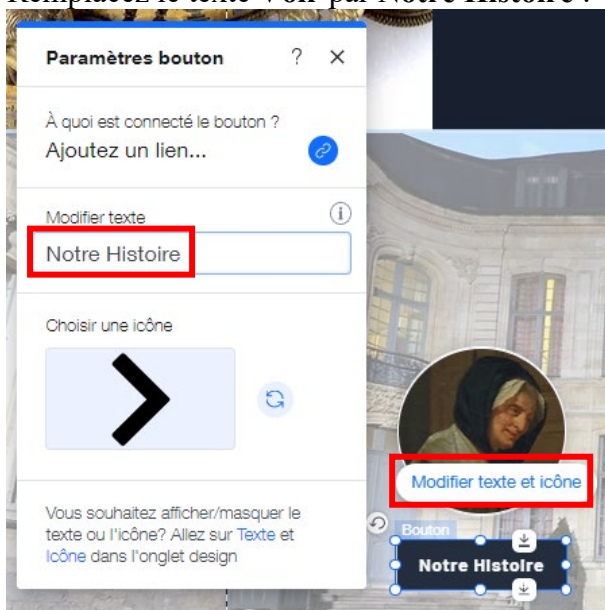 Remplacez le texte Voir par Notre Histoire .
Paramètres bouton ?
À quoi est connecté le bouton ?
Ajoutez un lien...
Modifier texte
Notre Histoire
Choisir une icône
Vous souhaitez afficher/masquer le
texte ou l'icône? Allez sur Texte et
Icône dans l'onglet design
Modifier texte et icône
Bouton
Notre Histoire